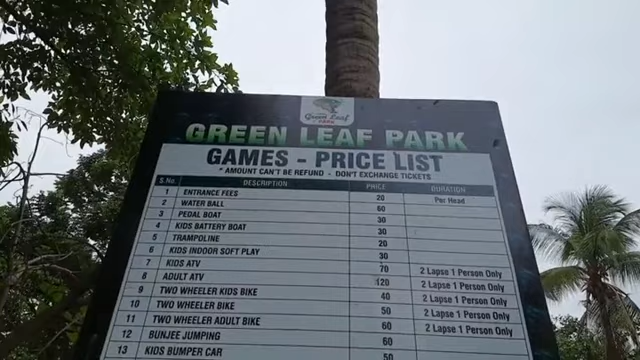 Green Leaf
GREEN LEAF PARK
GAMES - PRICE LIST
* AMOUNT CAN'T BE REFUND - DON'T EXCHANGE TICKETS
S.No. DESCRIPTION PRICE DURATION
1 ENTRANCE FEES 20 Per Head
2 WATER BALL 60
3 PEDAL BOAT 30
4 KIDS BATTERY BOAT 30
5 TRAMPOLINE 20
6 KIDS INDOOR SOFT PLAY 30
7 KIDS ATV 70 2 Lapse 1 Person Only
8 ADULT ATV 120 2 Lapse 1 Person Only
9 TWO WHEELER KIDS BIKE 40 2 Lapse 1 Person Only
10 TWO WHEELER BIKE 50 2 Lapse 1 Person Only
11 TWO WHEELER ADULT BIKE 60 2 Lapse 1 Person Only
12 BUNJEE JUMPING 60
13 KIDS BUMPER CAR 50